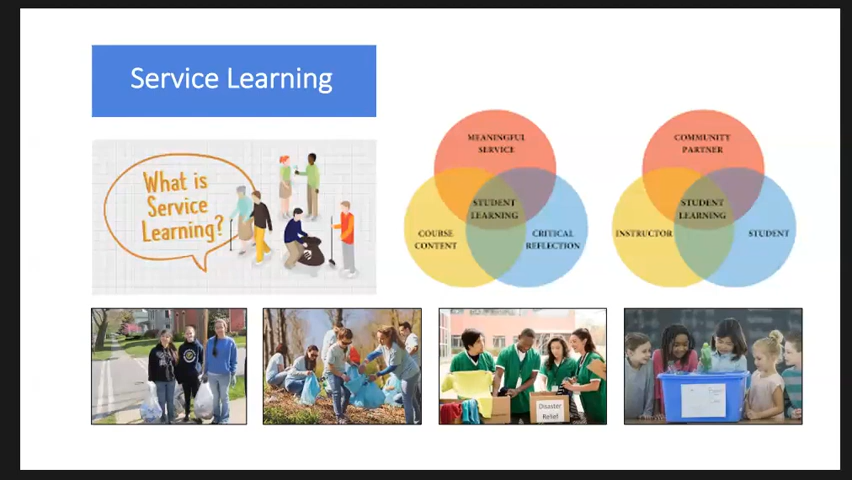 Service Learning
What is
Service
Learning?
MEANINGFUL
SERVICE
STUDENT
LEARNING
COURSE
CONTENT
CRITICAL
REFLECTION
COMMUNITY
PARTNER
STUDENT
LEARNING
INSTRUCTOR
STUDENT
Disaster
Relief